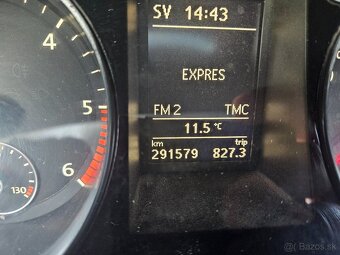 SV 14:43
EXPRES
FM 2 TMC
11.5 °C
km trip
291579 827.3
4
5
6
130
Bazos.sk